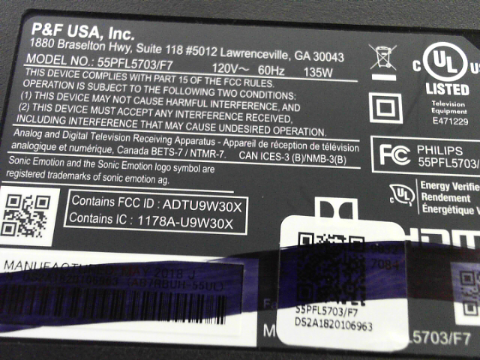 P&F USA, Inc.
1880 Braselton Hwy, Suite 118 #5012 Lawrenceville, GA 30043
MODEL NO.: 55PFL5703/F7 120V~ 60Hz 135W
THIS DEVICE COMPLIES WITH PART 15 OF THE FCC RULES.
OPERATION IS SUBJECT TO THE FOLLOWING TWO CONDITIONS:
(1) THIS DEVICE MAY NOT CAUSE HARMFUL INTERFERENCE, AND
(2) THIS DEVICE MUST ACCEPT ANY INTERFERENCE RECEIVED,
INCLUDING INTERFERENCE THAT MAY CAUSE UNDESIRED OPERATION.
Analog and Digital Television Receiving Apparatus - Appareil de réception de télévision
analogique et numérique, Canada BETS-7 / NTMR-7. CAN ICES-3 (B)/NMB-3(B)
Sonic Emotion and the Sonic Emotion logo symbol are
registered trademarks of sonic emotion ag.
Contains FCC ID : ADTU9W30X
Contains IC : 1178A-U9W30X
C UL US
LISTED
Television
Equipment
E471229
FC PHILIPS
55PFL5703/
UL Energy Verified
HDM
2018 J
20106963
55PFL5703/F7
DS2A1820106963
L5703/F7